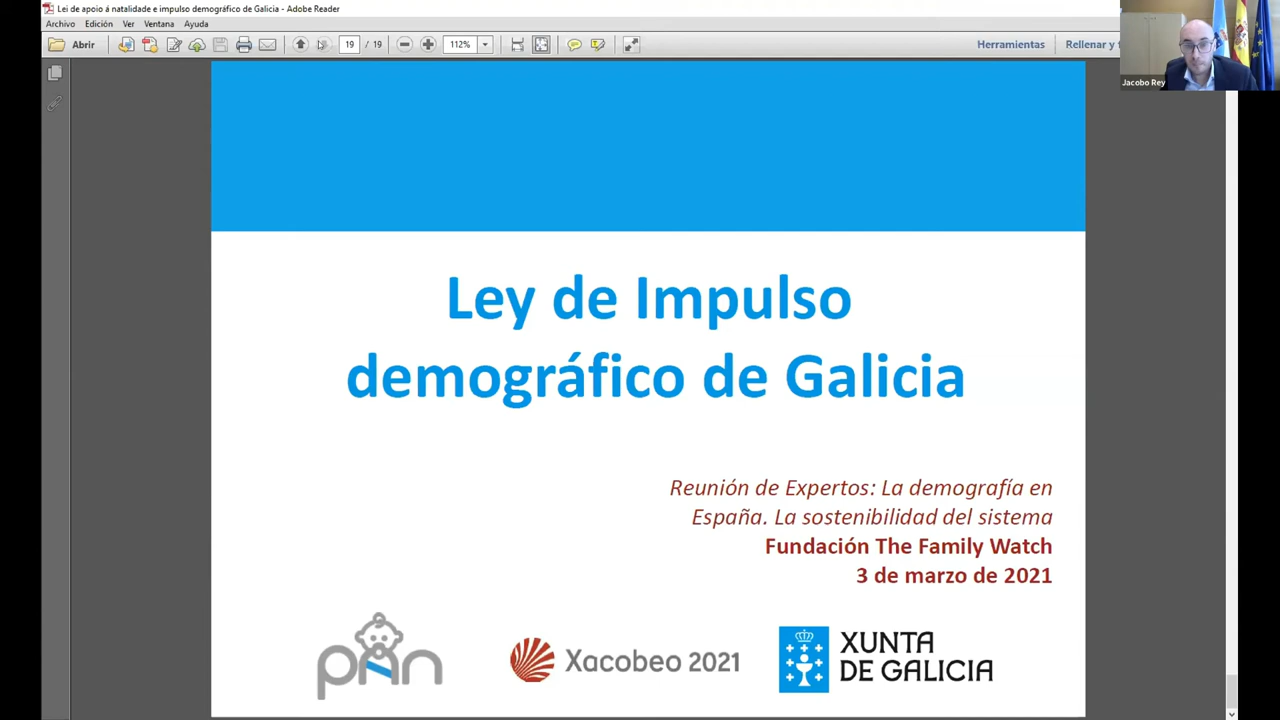 Lei de apoio á natalidade e impulso demográfico de Galicia - Adobe Reader
Archivo Edición Ver Ventana Ayuda
Abrir 19 / 19 112% Herramientas Rellenar y
Jacobo Rey
Ley de Impulso
demográfico de Galicia
Reunión de Expertos: La demografía en
España. La sostenibilidad del sistema
Fundación The Family Watch
3 de marzo de 2021
pAn
Xacobeo 2021
XUNTA
DE GALICIA